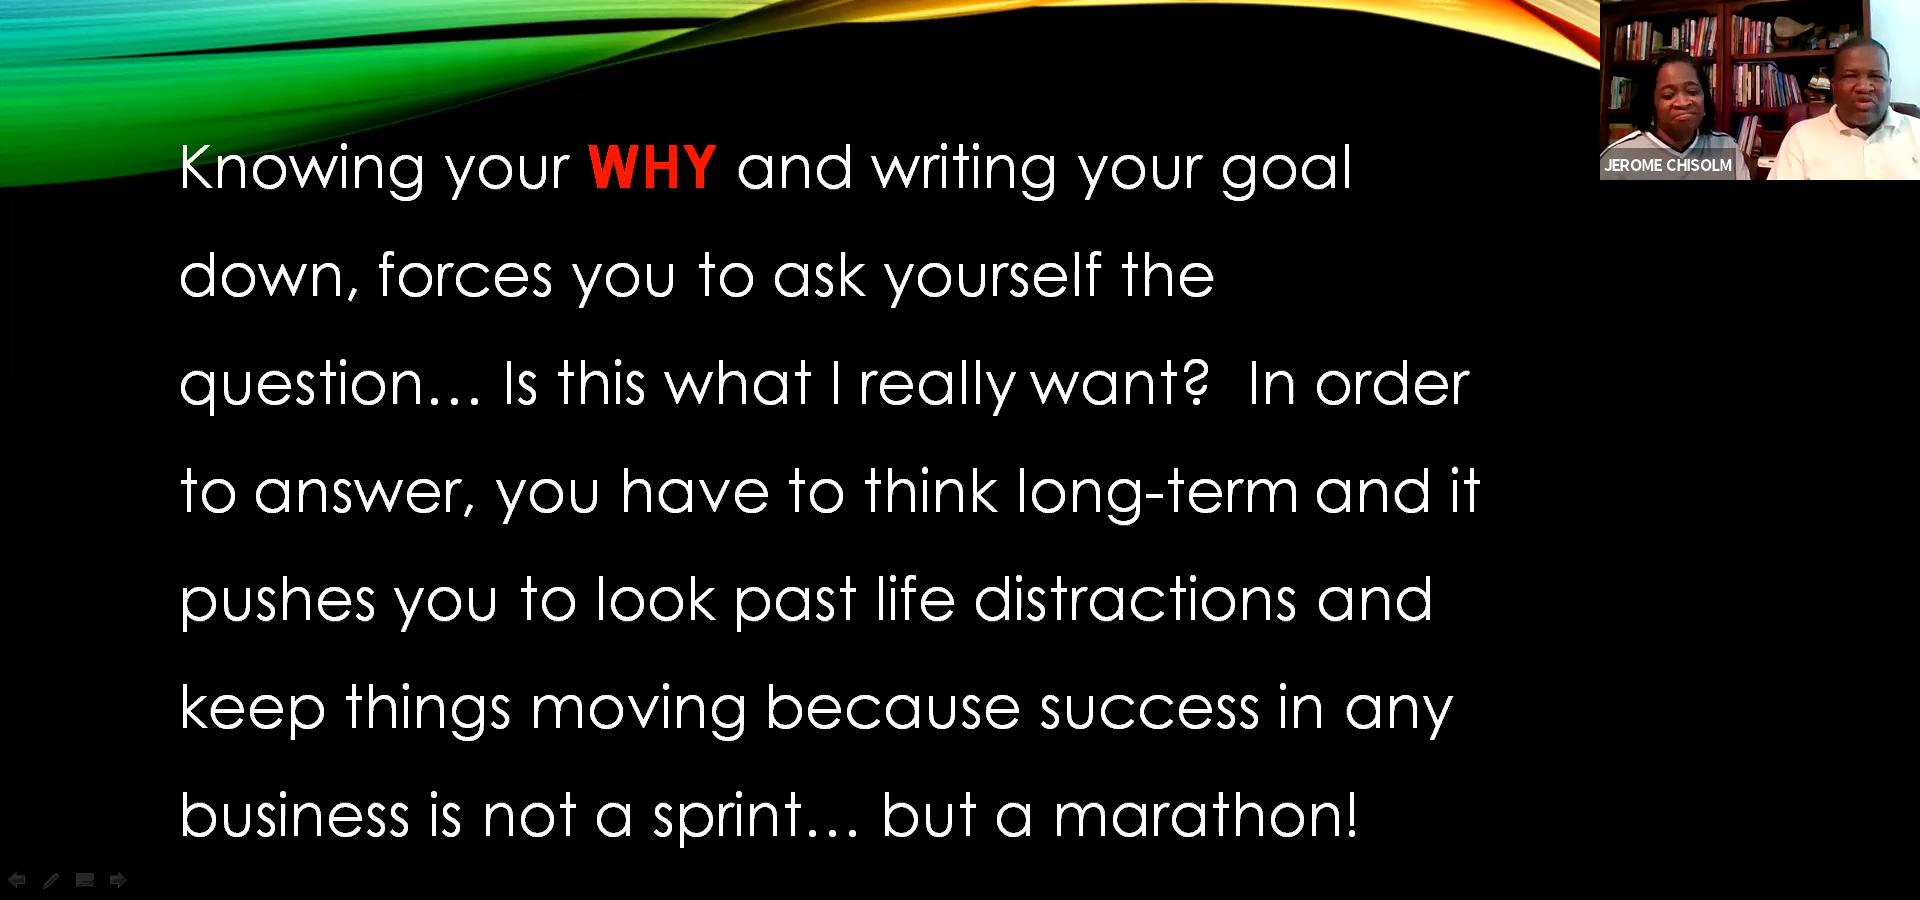 Knowing your WHY and writing your goal
down, forces you to ask yourself the
question... Is this what I really want?  In order
to answer, you have to think long-term and it
pushes you to look past life distractions and
keep things moving because success in any
business is not a sprint... but a marathon!
JEROME CHISOLM